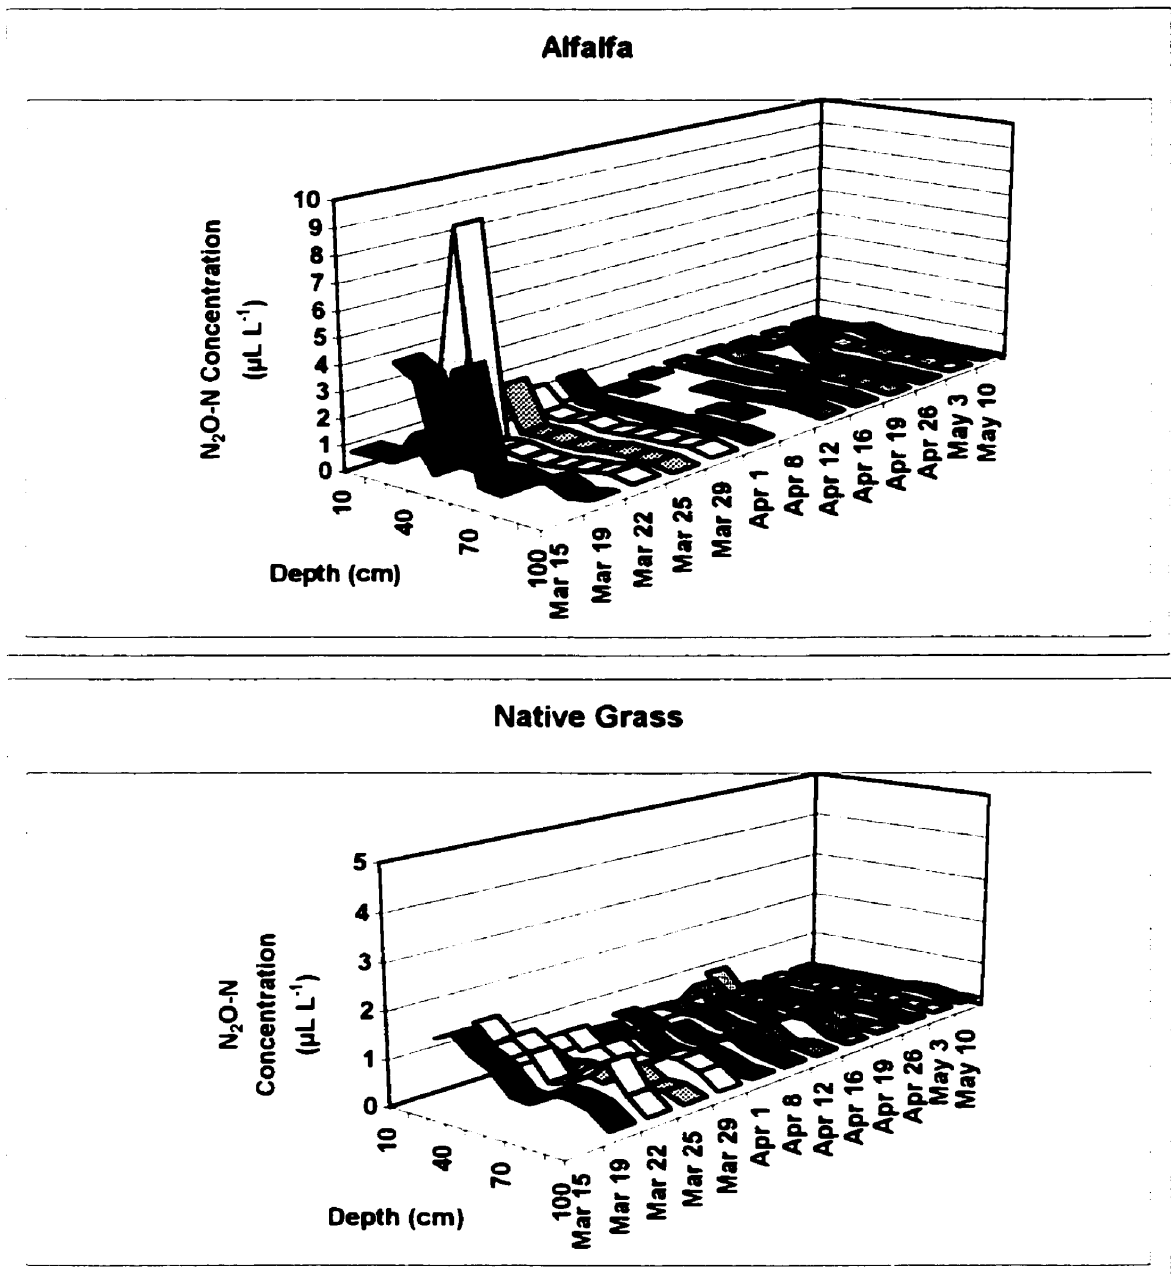 Alfalfa
10
9
8
7
6
5
4
3
2
1
0
N₂O-N Concentration
(µL L⁻¹)
10
40
70
100
Depth (cm)
Mar 15
Mar 19
Mar 22
Mar 25
Mar 29
Apr 1
Apr 8
Apr 12
Apr 16
Apr 19
Apr 26
May 3
May 10
Native Grass
5
4
3
2
1
0
N₂O-N
Concentration
(µL L⁻¹)
10
40
70
100
Depth (cm)
Mar 15
Mar 19
Mar 22
Mar 25
Mar 29
Apr 1
Apr 8
Apr 12
Apr 16
Apr 19
Apr 26
May 3
May 10